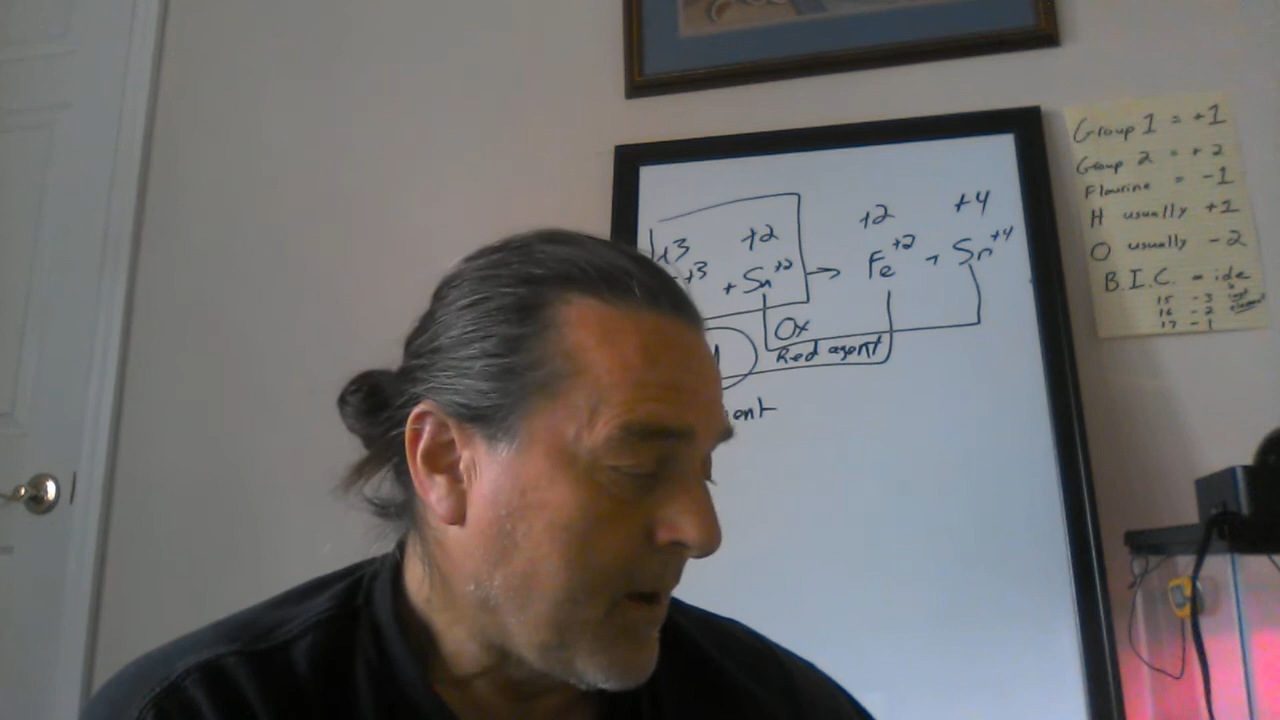 +3 +2 → +2 +4
+3 + Sn+2 → Fe+2 + Sn+4
Ox
Red agent
ent
Group 1 = +1
Group 2 = +2
Flourine = -1
H usually +1
O usually -2
B.I.C. = ide
15 -3
16 -2
17 -1